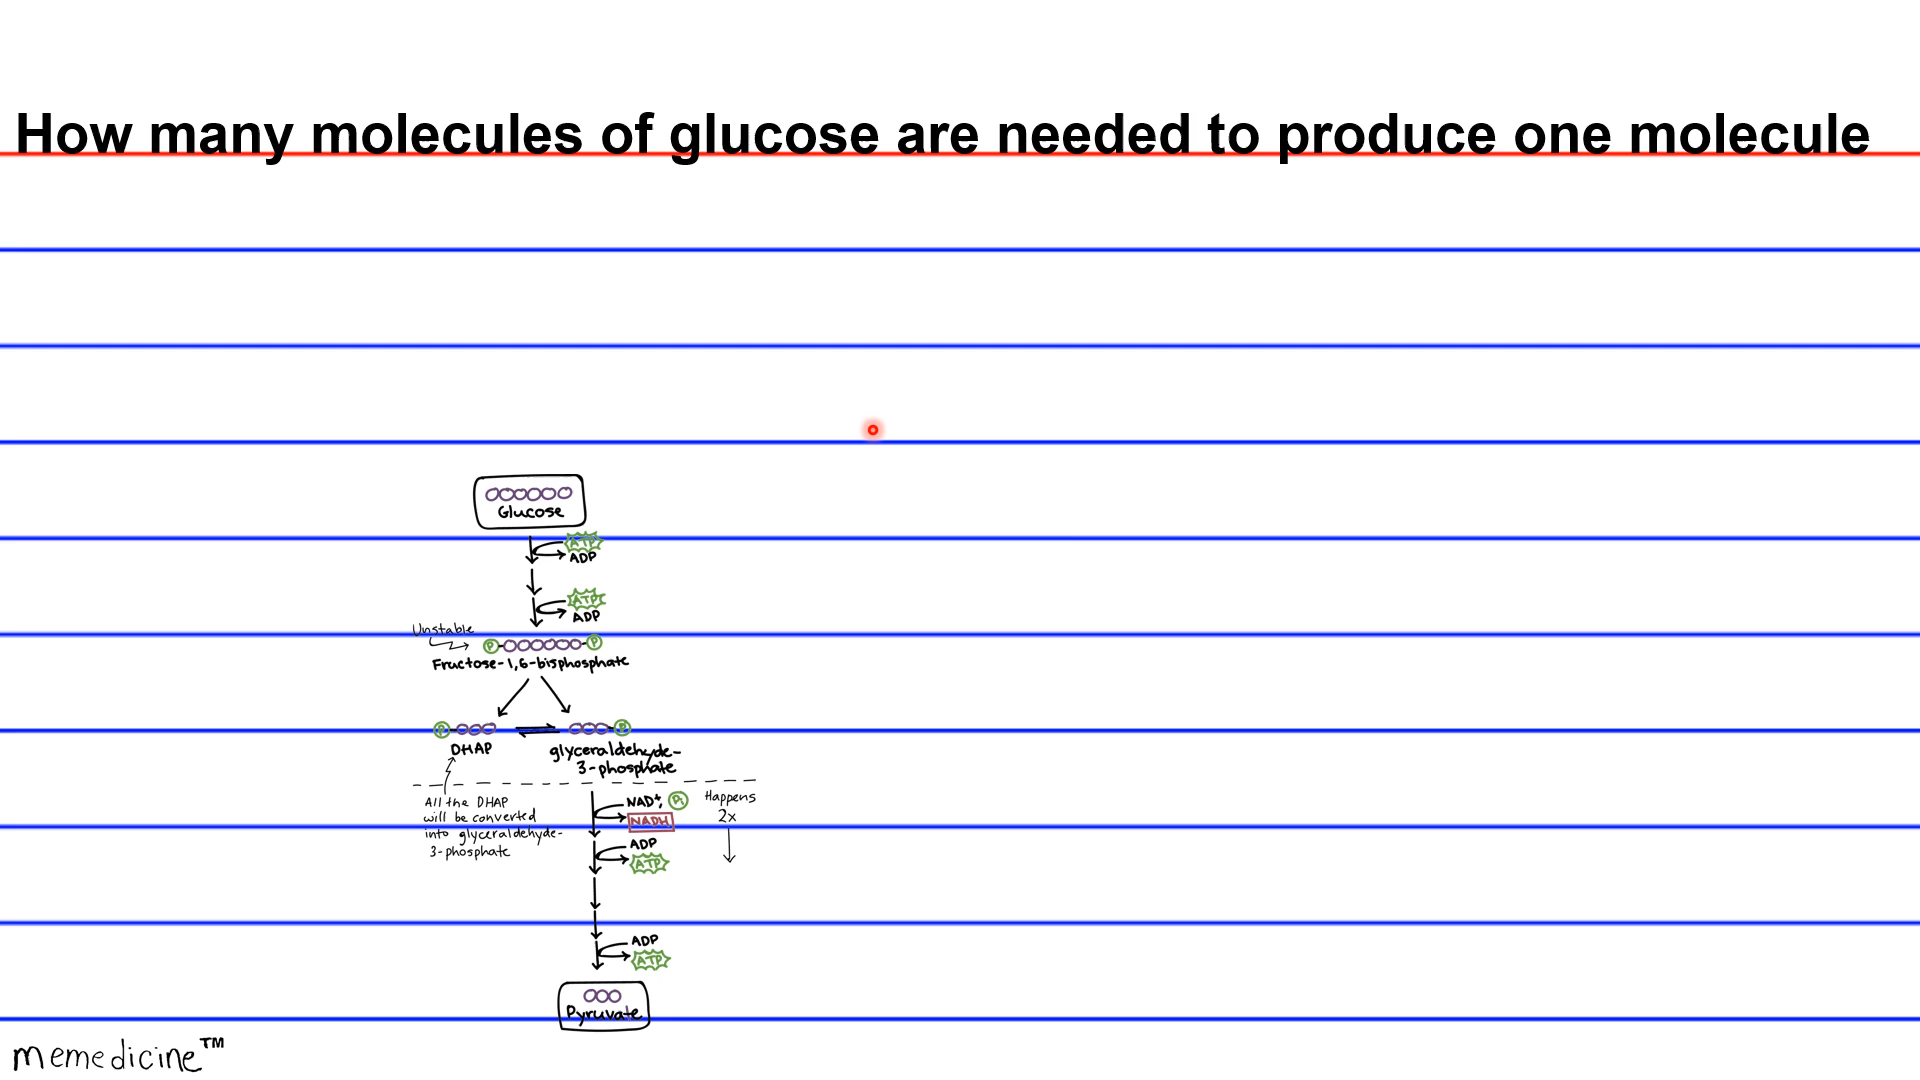 How many molecules of glucose are needed to produce one molecule
Glucose
ATP
ADP
ATP
ADP
Unstable
P
P
Fructose-1,6-bisphosphate
P
P
DHAP
glyceraldehyde-
3-phosphate
All the DHAP
will be converted
into glyceraldehyde-
3-phosphate
NAD+, Pi
NADH
Happens
2x
ADP
ATP
ADP
ATP
Pyruvate
memedicine™